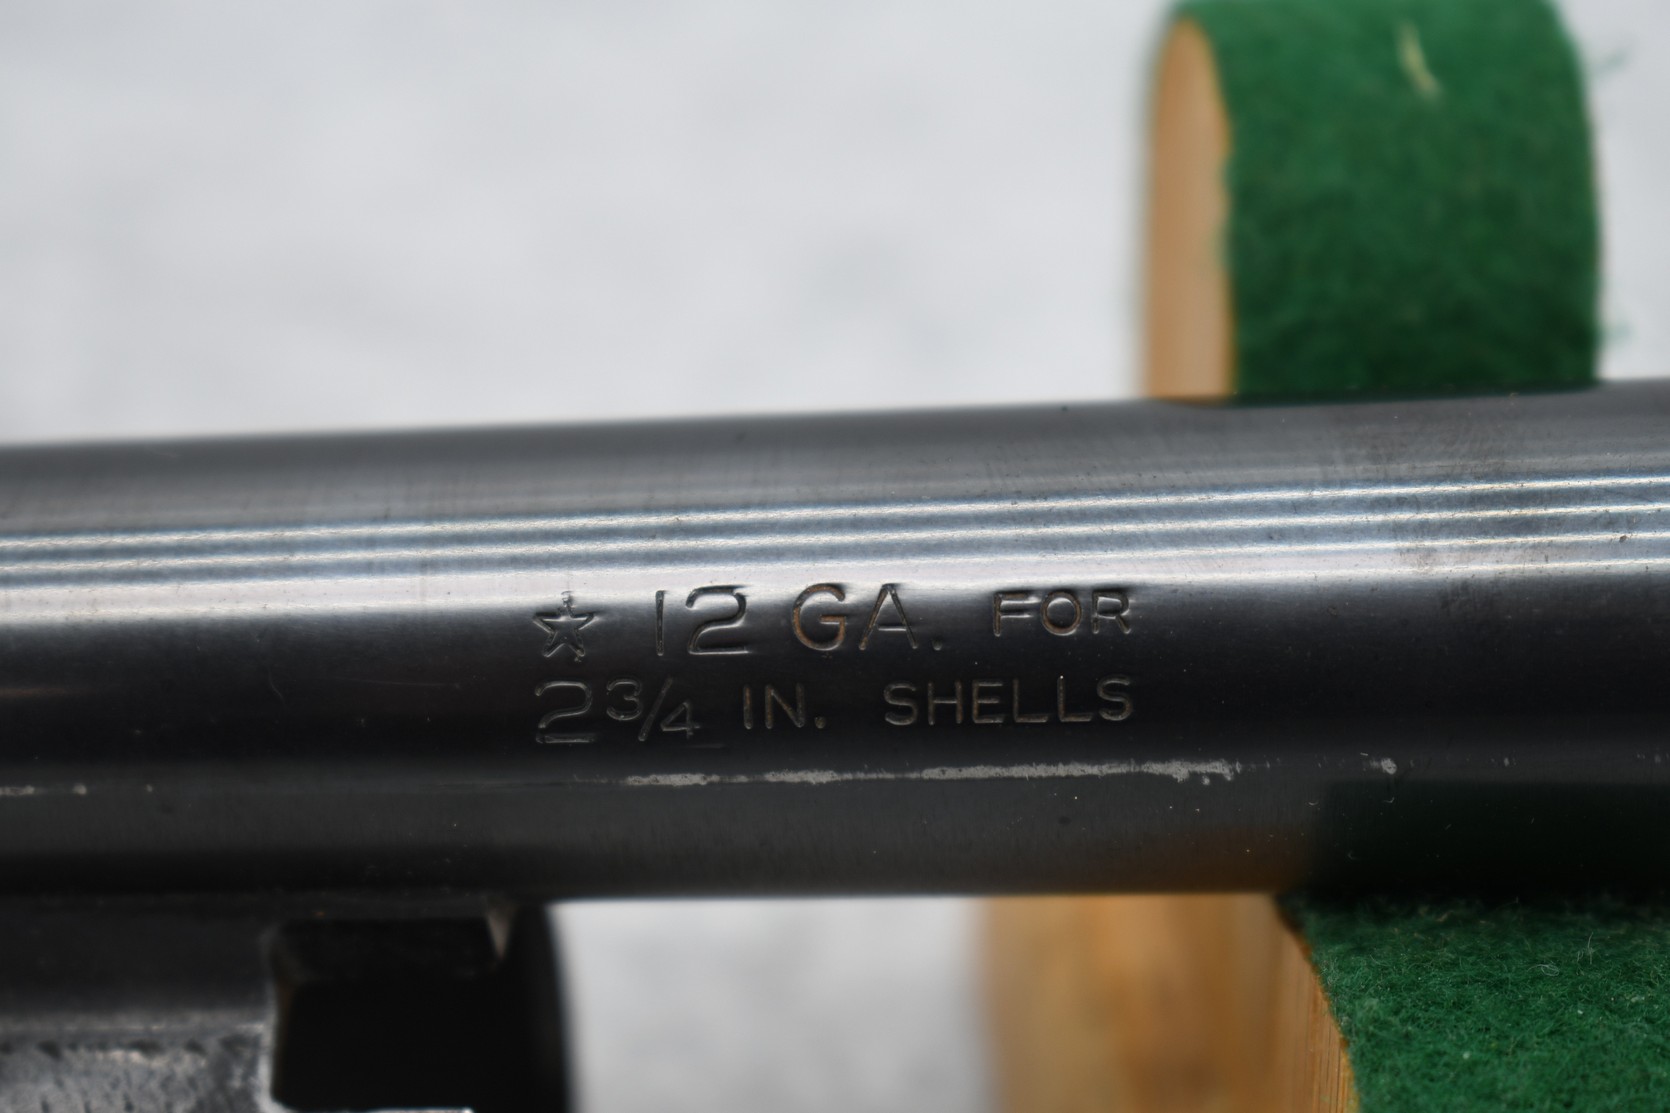 ☆ 12 GA. FOR
2¾ IN. SHELLS